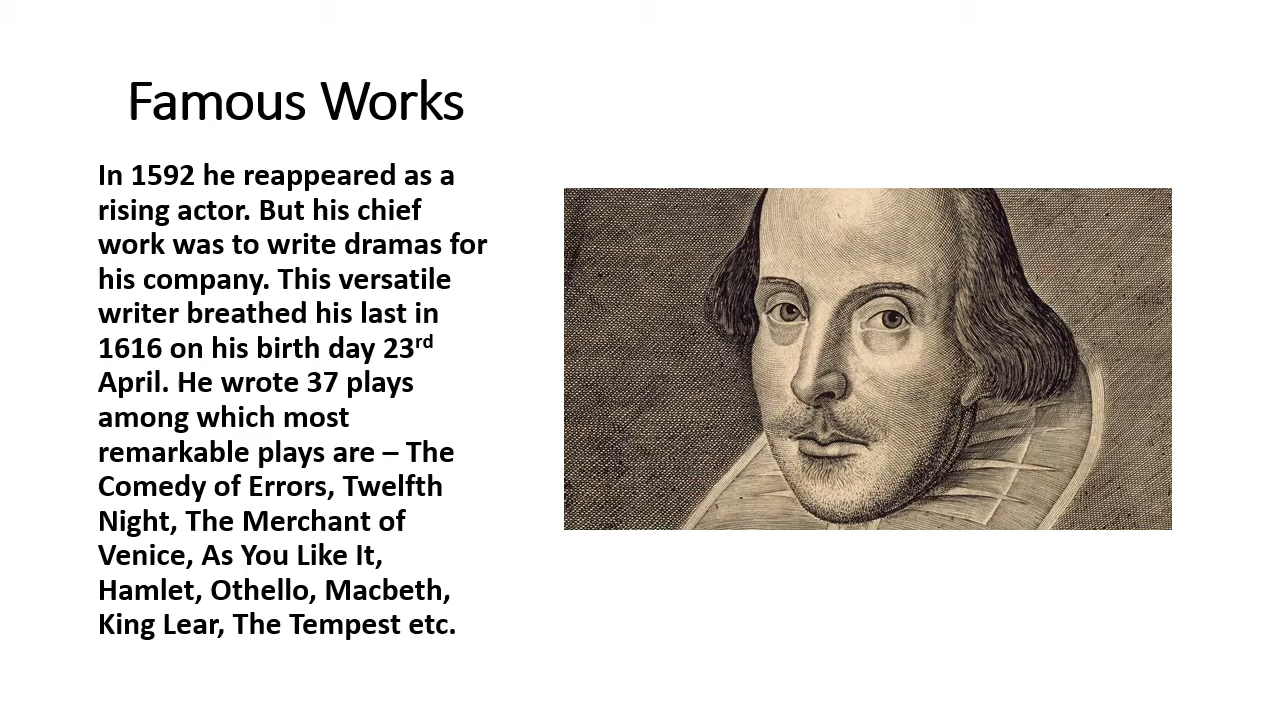 Famous Works
In 1592 he reappeared as a
rising actor. But his chief
work was to write dramas for
his company. This versatile
writer breathed his last in
1616 on his birth day 23rd
April. He wrote 37 plays
among which most
remarkable plays are – The
Comedy of Errors, Twelfth
Night, The Merchant of
Venice, As You Like It,
Hamlet, Othello, Macbeth,
King Lear, The Tempest etc.